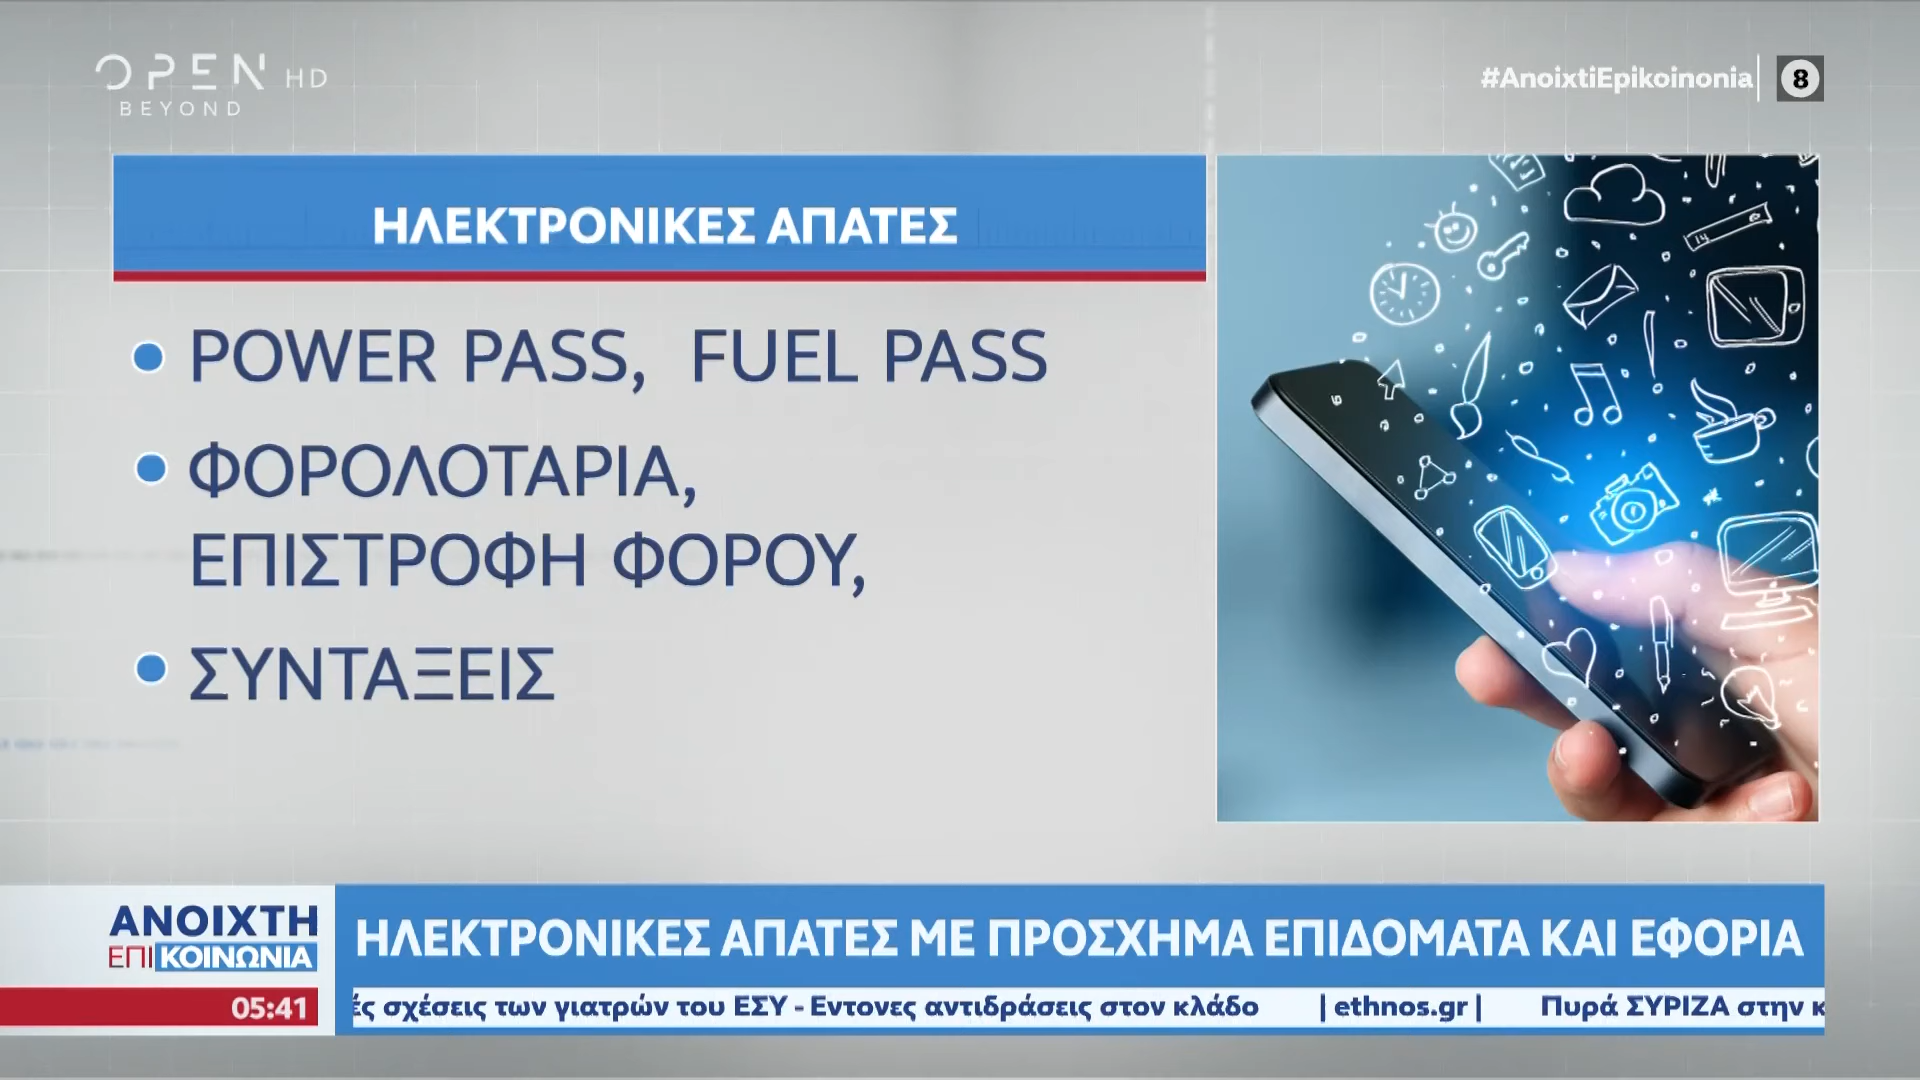 OPEN HD
BEYOND
#AnoixtiEpikoinonia
8
ΗΛΕΚΤΡΟΝΙΚΕΣ ΑΠΑΤΕΣ
POWER PASS, FUEL PASS
ΦΟΡΟΛΟΤΑΡΙΑ,
ΕΠΙΣΤΡΟΦΗ ΦΟΡΟΥ,
ΣΥΝΤΑΞΕΙΣ
ΑΝΟΙΧΤΗ
ΕΠΙΚΟΙΝΩΝΙΑ
05:41
ΗΛΕΚΤΡΟΝΙΚΕΣ ΑΠΑΤΕΣ ΜΕ ΠΡΟΣΧΗΜΑ ΕΠΙΔΟΜΑΤΑ ΚΑΙ ΕΦΟΡΙΑ
ές σχέσεις των γιατρών του ΕΣΥ - Εντονες αντιδράσεις στον κλάδο | ethnos.gr | Πυρά ΣΥΡΙΖΑ στην